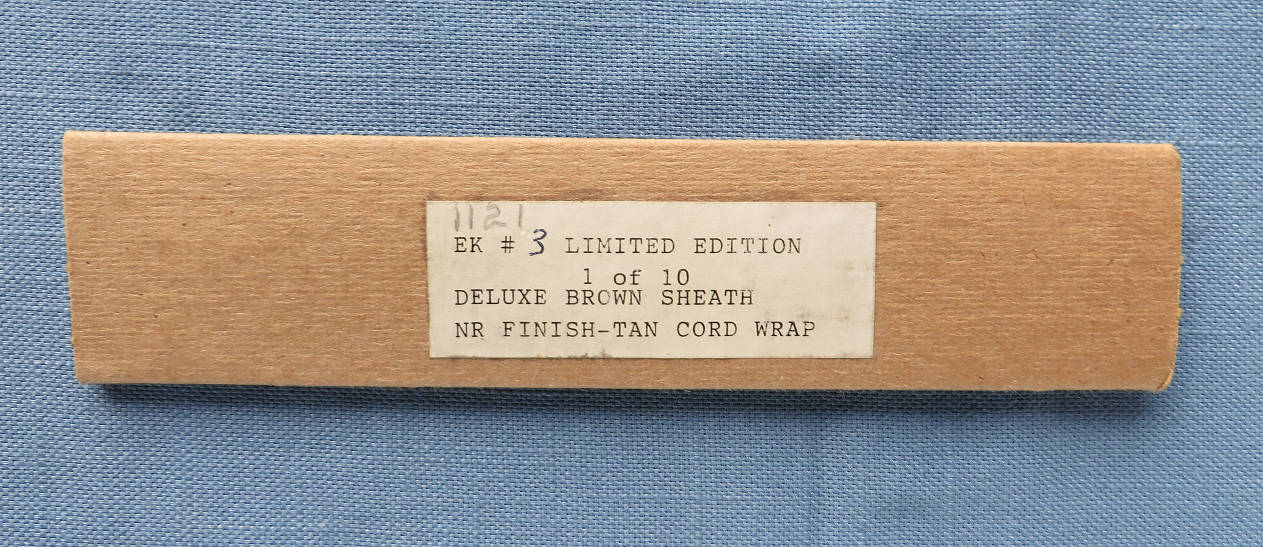 1121
EK # 3 LIMITED EDITION
1 of 10
DELUXE BROWN SHEATH
NR FINISH-TAN CORD WRAP